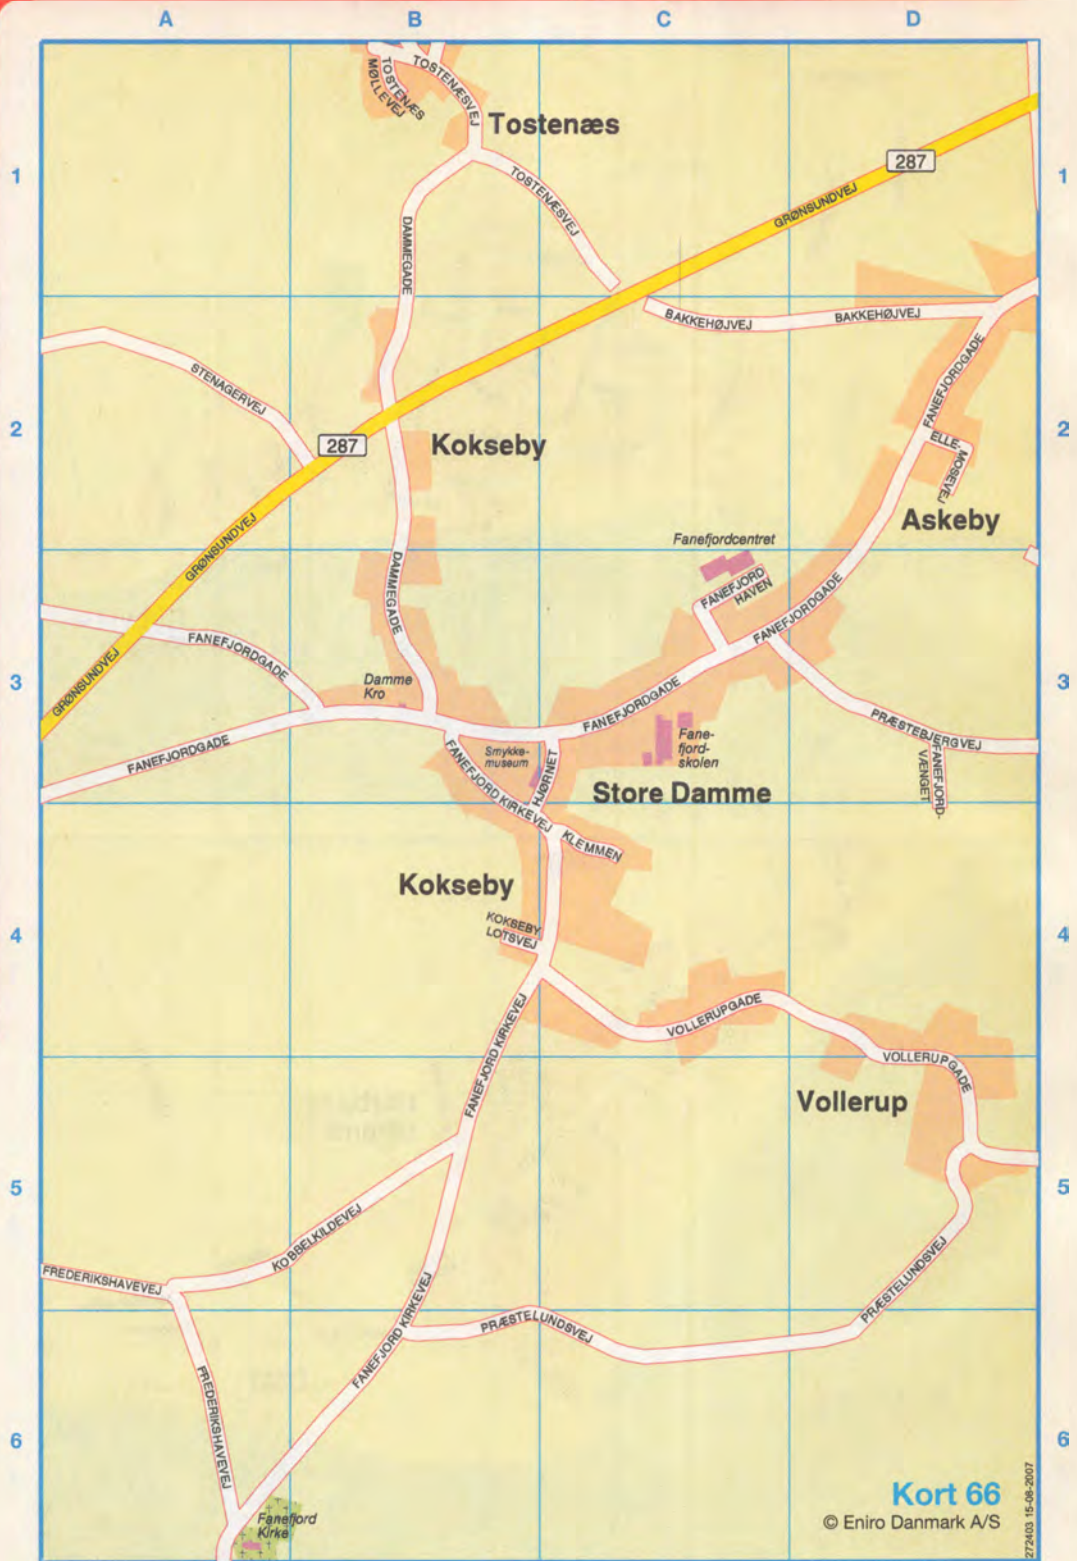 A B C D
TOSTENÆS
MØLLEVEJ
TOSTENÆSVEJ
Tostenæs
287
1 1
TOSTENÆSVEJ
GRØNSUNDVEJ
DAMMEGADE
BAKKEHØJVEJ
BAKKEHØJVEJ
STENAGERVEJ
FANEFJORDGADE
2 2
287
Kokseby
ELLE-
MOSEVEJ
Askeby
GRØNSUNDVEJ
Fanefjordcentret
DAMMEGADE
FANEFJORD
HAVEN
FANEFJORDGADE
FANEFJORDGADE
GRØNSUNDVEJ
3 3
Damme
Kro
FANEFJORDGADE
PRÆSTEBJERGVEJ
FANEFJORDGADE
Smykke-
museum
Fane-
fjord-
skolen
FANEFJORD-
VÆNGET
FANEFJORD KIRKEVEJ
HJØRNET
Store Damme
KLEMMEN
Kokseby
KOKSEBY
LOTSVEJ
4 4
VOLLERUPGADE
FANEFJORD KIRKEVEJ
VOLLERUPGADE
Vollerup
5 5
KOBBELKILDEVEJ
FREDERIKSHAVEVEJ
PRÆSTELUNDSVEJ
FANEFJORD KIRKEVEJ
PRÆSTELUNDSVEJ
FREDERIKSHAVEVEJ
6 6
Fanefjord
Kirke
Kort 66
© Eniro Danmark A/S
272403 15-08-2007